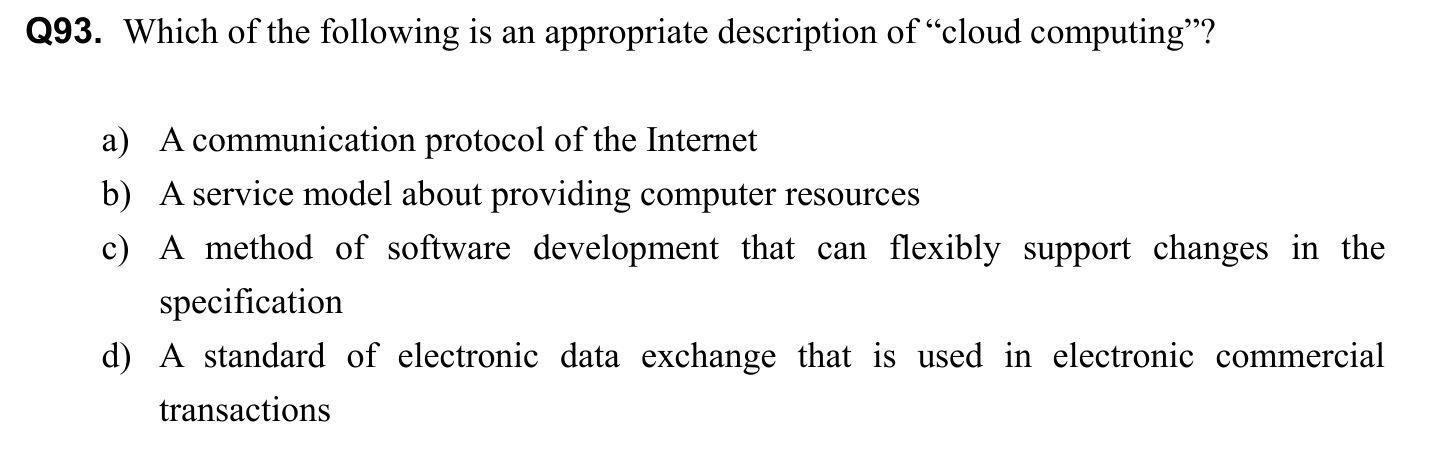 Q93. Which of the following is an appropriate description of “cloud computing”?
a) A communication protocol of the Internet
b) A service model about providing computer resources
c) A method of software development that can flexibly support changes in the
specification
d) A standard of electronic data exchange that is used in electronic commercial
transactions